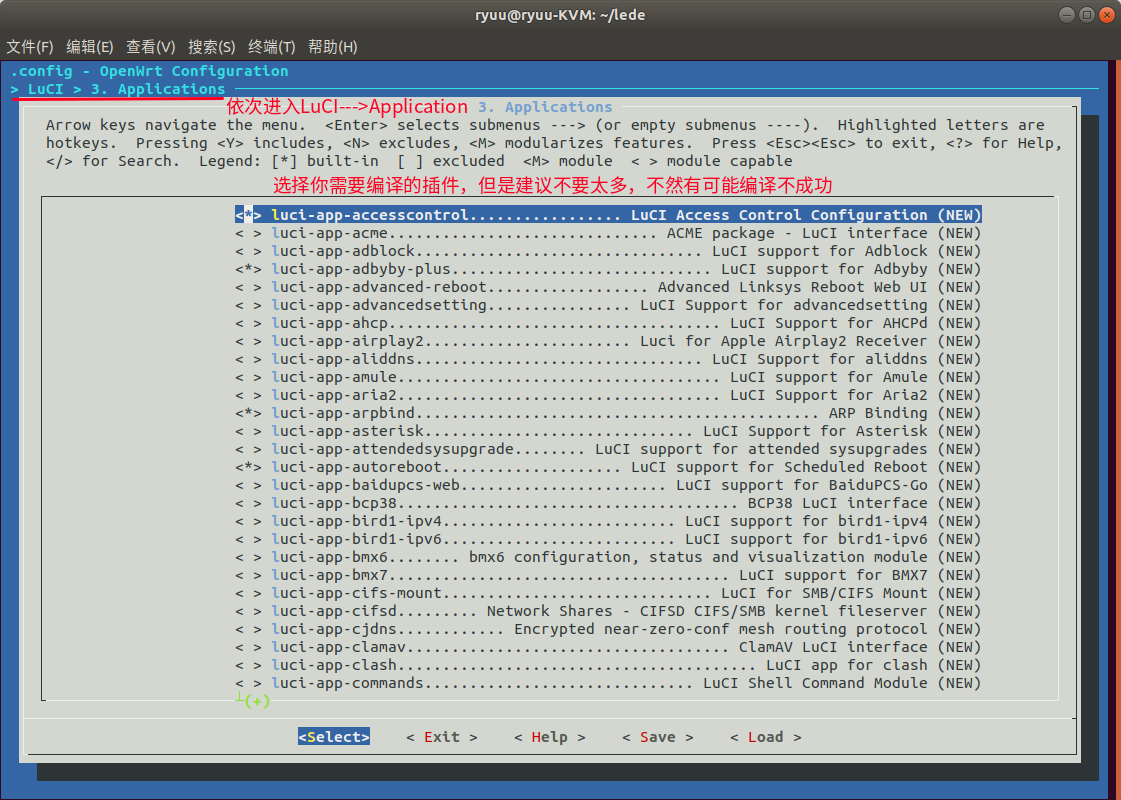 ryuu@ryuu-KVM: ~/lede
文件(F) 编辑(E) 查看(V) 搜索(S) 终端(T) 帮助(H)
.config - OpenWrt Configuration
> LuCI > 3. Applications
依次进入LuCI--->Application 3. Applications
Arrow keys navigate the menu. <Enter> selects submenus ---> (or empty submenus ----). Highlighted letters are
hotkeys. Pressing <Y> includes, <N> excludes, <M> modularizes features. Press <Esc><Esc> to exit, <?> for Help,
</> for Search. Legend: [*] built-in [ ] excluded <M> module < > module capable
选择你需要编译的插件，但是建议不要太多，不然有可能编译不成功
<*> luci-app-accesscontrol................. LuCI Access Control Configuration (NEW)
< > luci-app-acme.............................. ACME package - LuCI interface (NEW)
< > luci-app-adblock................................ LuCI support for Adblock (NEW)
<*> luci-app-adbyby-plus............................. LuCI support for Adbyby (NEW)
< > luci-app-advanced-reboot.................. Advanced Linksys Reboot Web UI (NEW)
< > luci-app-advancedsetting................ LuCI Support for advancedsetting (NEW)
< > luci-app-ahcp..................................... LuCI Support for AHCPd (NEW)
< > luci-app-airplay2....................... Luci for Apple Airplay2 Receiver (NEW)
< > luci-app-aliddns................................ LuCI Support for aliddns (NEW)
< > luci-app-amule.................................... LuCI support for Amule (NEW)
< > luci-app-aria2.................................... LuCI Support for Aria2 (NEW)
<*> luci-app-arpbind............................................. ARP Binding (NEW)
< > luci-app-asterisk.............................. LuCI Support for Asterisk (NEW)
< > luci-app-attendedsysupgrade........ LuCI support for attended sysupgrades (NEW)
<*> luci-app-autoreboot.................... LuCI support for Scheduled Reboot (NEW)
< > luci-app-baidupcs-web....................... LuCI support for BaiduPCS-Go (NEW)
< > luci-app-bcp38...................................... BCP38 LuCI interface (NEW)
< > luci-app-bird1-ipv4.......................... LuCI support for bird1-ipv4 (NEW)
< > luci-app-bird1-ipv6.......................... LuCI support for bird1-ipv6 (NEW)
< > luci-app-bmx6........ bmx6 configuration, status and visualization module (NEW)
< > luci-app-bmx7...................................... LuCI support for BMX7 (NEW)
< > luci-app-cifs-mount.............................. LuCI for SMB/CIFS Mount (NEW)
< > luci-app-cifsd......... Network Shares - CIFSD CIFS/SMB kernel fileserver (NEW)
< > luci-app-cjdns............ Encrypted near-zero-conf mesh routing protocol (NEW)
< > luci-app-clamav.................................... ClamAV LuCI interface (NEW)
< > luci-app-clash........................................ LuCI app for clash (NEW)
< > luci-app-commands.............................. LuCI Shell Command Module (NEW)
(+)
<Select> < Exit > < Help > < Save > < Load >